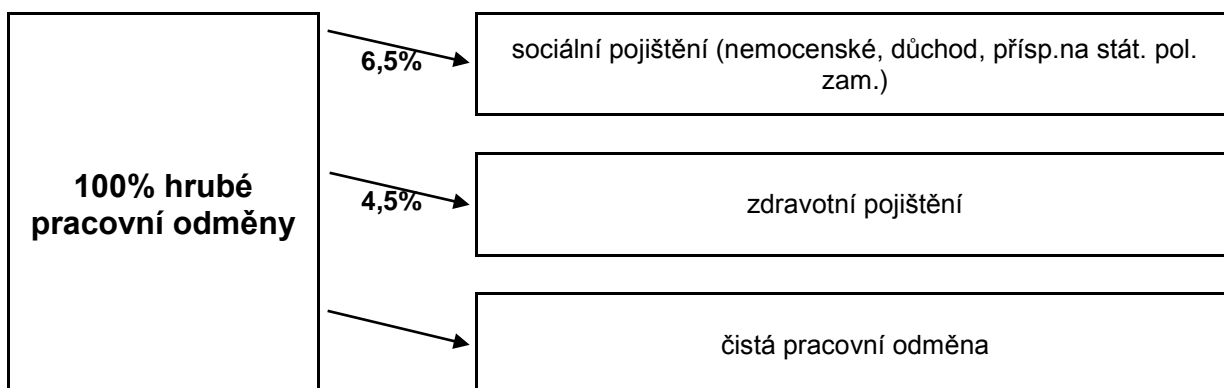 100% hrubé
pracovní odměny
6,5%
sociální pojištění (nemocenské, důchod, přísp.na stát. pol.
zam.)
4,5%
zdravotní pojištění
čistá pracovní odměna